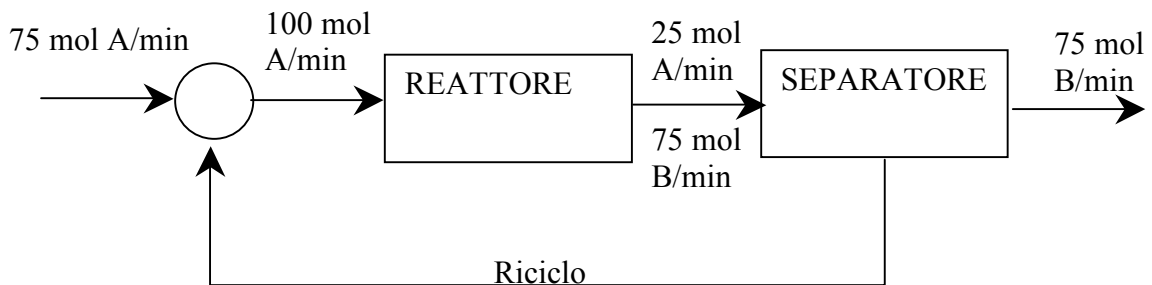 75 mol A/min
100 mol
A/min
REATTORE
25 mol
A/min
75 mol
B/min
SEPARATORE
75 mol
B/min
Riciclo